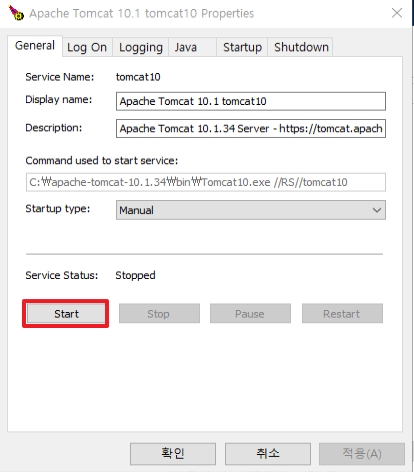 Apache Tomcat 10.1 tomcat10 Properties
General Log On Logging Java Startup Shutdown
Service Name: tomcat10
Display name: Apache Tomcat 10.1 tomcat10
Description: Apache Tomcat 10.1.34 Server - https://tomcat.apach
Command used to start service:
C:₩apache-tomcat-10.1.34₩bin₩Tomcat10.exe //RS//tomcat10
Startup type: Manual
Service Status: Stopped
Start Stop Pause Restart
확인 취소 적용(A)